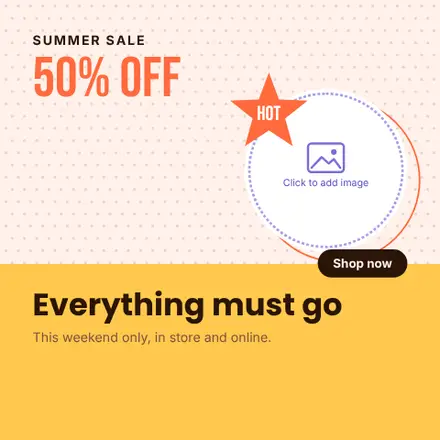 SUMMER SALE
50% OFF
HOT
Click to add image
Shop now
Everything must go
This weekend only, in store and online.